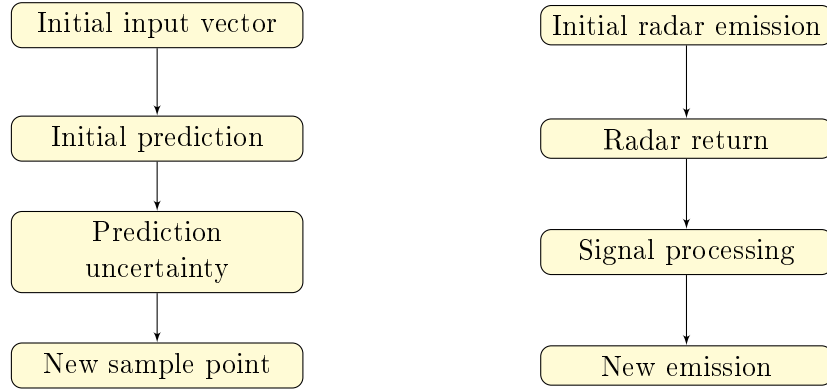 Initial input vector
Initial prediction
Prediction
uncertainty
New sample point
Initial radar emission
Radar return
Signal processing
New emission